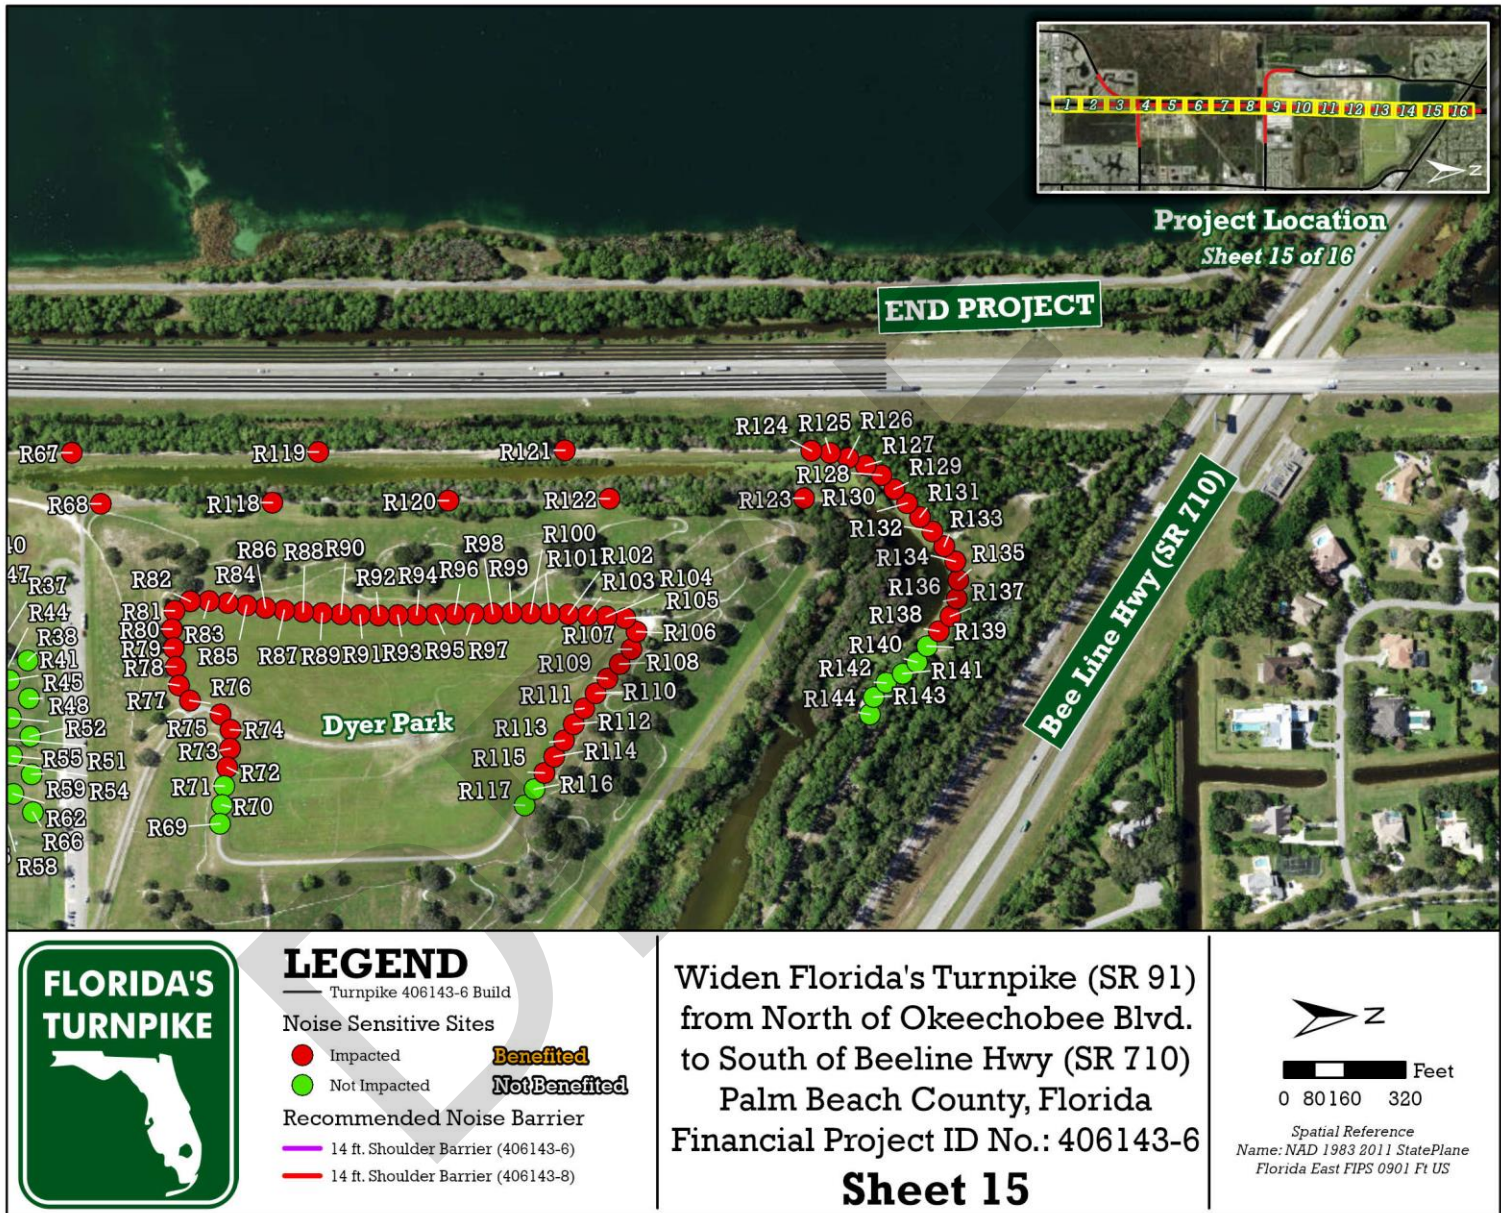 1 2 3 4 5 6 7 8 9 10 11 12 13 14 15 16
N
Project Location
Sheet 15 of 16
END PROJECT
R124 R125 R126
R127
R67 R119 R121
R128 R129
R68 R118 R120 R122 R123 R130 R131
R132 R133
R100
R98
R86 R88 R90 R101 R102
R134 R135
40
47 R37
R82 R84 R92 R94 R96 R99 R103 R104
R136 R137
R44 R81 R105
R138
R38 R80 R83 R107 R106 R139
R41 R79 R85 R87 R89 R91 R93 R95 R97 R140
R45 R78 R109 R108 R142 R141
R48 R77 R76 R111 R110 R144 R143
R52 R75 R74 Dyer Park R113 R112
R55 R51 R73 R114
R59 R54 R71 R72 R115
R62 R70 R117 R116
R66 R69
R58
Bee Line Hwy (SR 710)
FLORIDA'S
TURNPIKE
LEGEND
Turnpike 406143-6 Build
Noise Sensitive Sites
Impacted Benefited
Not Impacted Not Benefited
Recommended Noise Barrier
14 ft. Shoulder Barrier (406143-6)
14 ft. Shoulder Barrier (406143-8)
Widen Florida's Turnpike (SR 91)
from North of Okeechobee Blvd.
to South of Beeline Hwy (SR 710)
Palm Beach County, Florida
Financial Project ID No.: 406143-6
Sheet 15
N
Feet
0 80 160 320
Spatial Reference
Name: NAD 1983 2011 StatePlane
Florida East FIPS 0901 Ft US